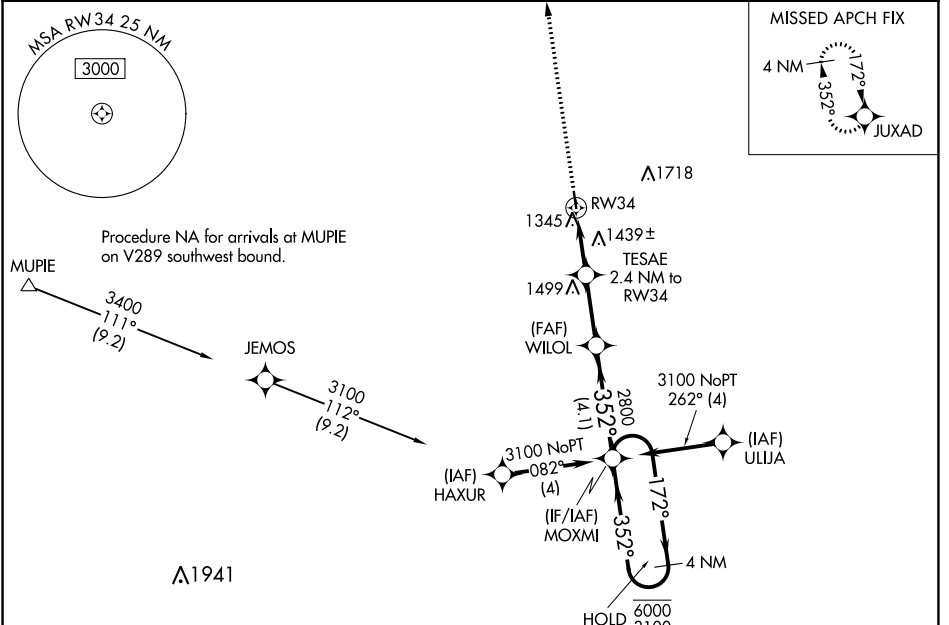 MSA RW34 25 NM
3000
MISSED APCH FIX
4 NM
172°
352°
JUXAD
1718
RW34
1345
1439±
TESAE
2.4 NM to
RW34
1499
Procedure NA for arrivals at MUPIE
on V289 southwest bound.
MUPIE
3400
111°
(9.2)
JEMOS
3100
112°
(9.2)
(FAF)
WILOL
2800
352°
(4.1)
3100 NoPT
262° (4)
(IAF)
ULIJA
3100 NoPT
082°
(4)
(IAF)
HAXUR
(IF/IAF)
MOXMI
172°
352°
4 NM
1941
HOLD
6000
3100